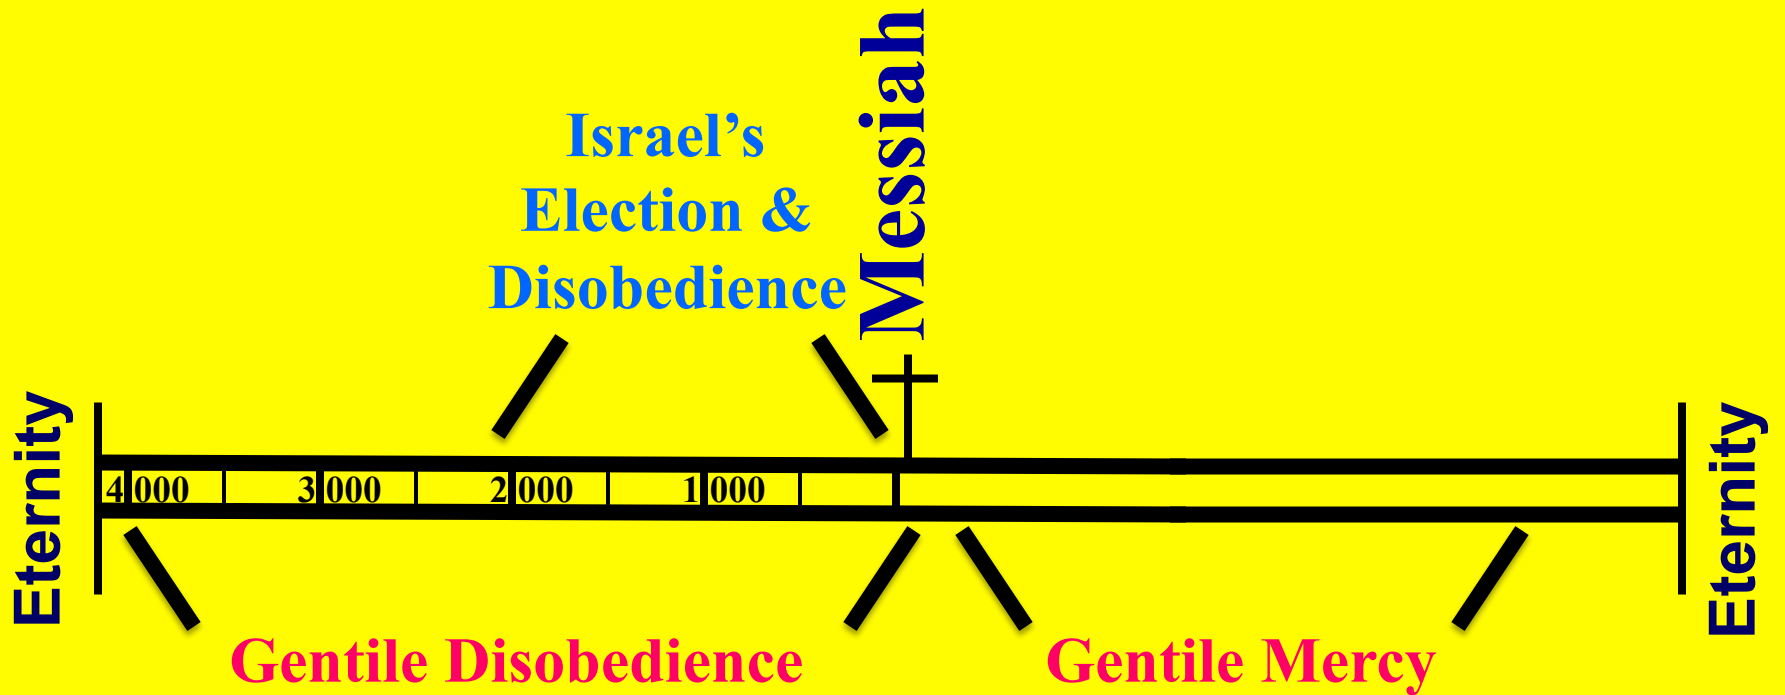 Messiah
Israel’s
Election &
Disobedience
Eternity
4000
3000
2000
1000
Eternity
Gentile Disobedience
Gentile Mercy